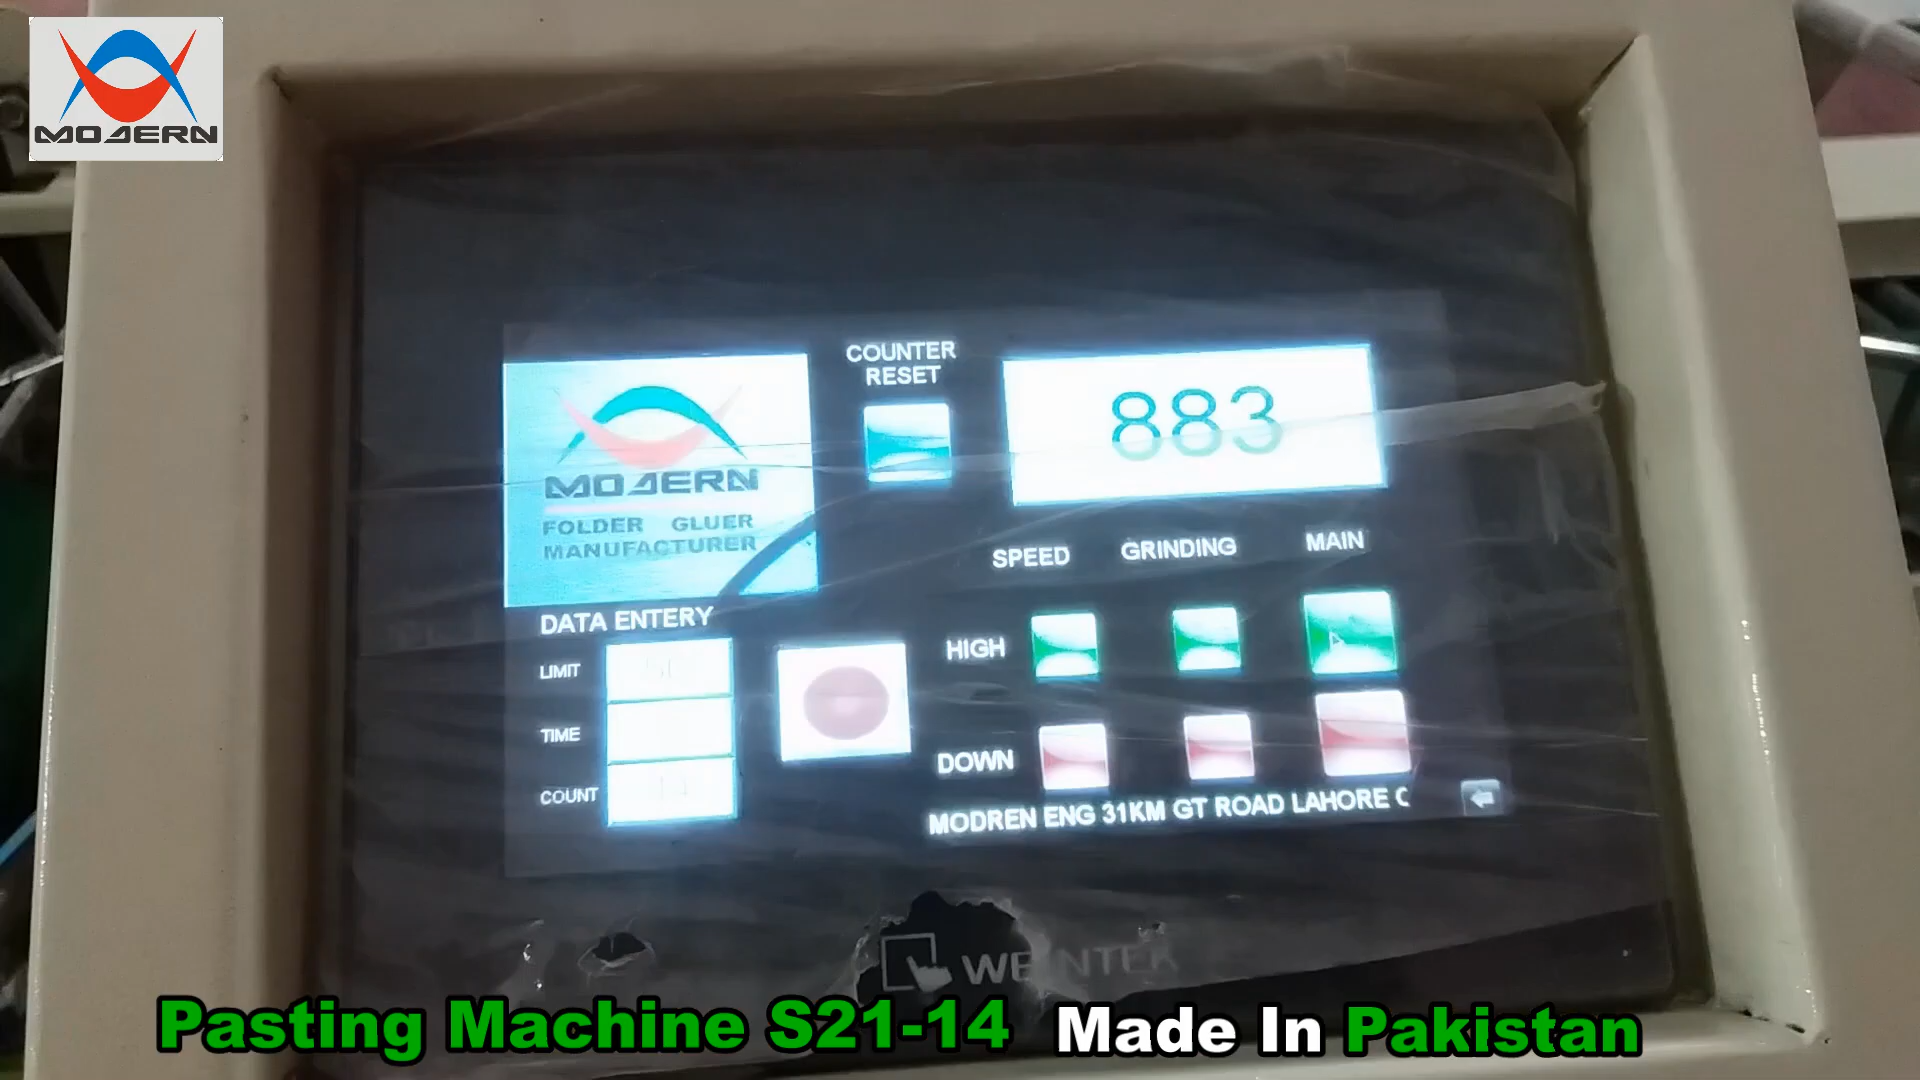 MODERN
COUNTER
RESET
883
MODERN
FOLDER GLUER
MANUFACTURER
SPEED GRINDING MAIN
DATA ENTERY
LIMIT
TIME
COUNT
HIGH
DOWN
MODREN ENG 31KM GT ROAD LAHORE
WEINTEK
Pasting Machine S21-14 Made In Pakistan